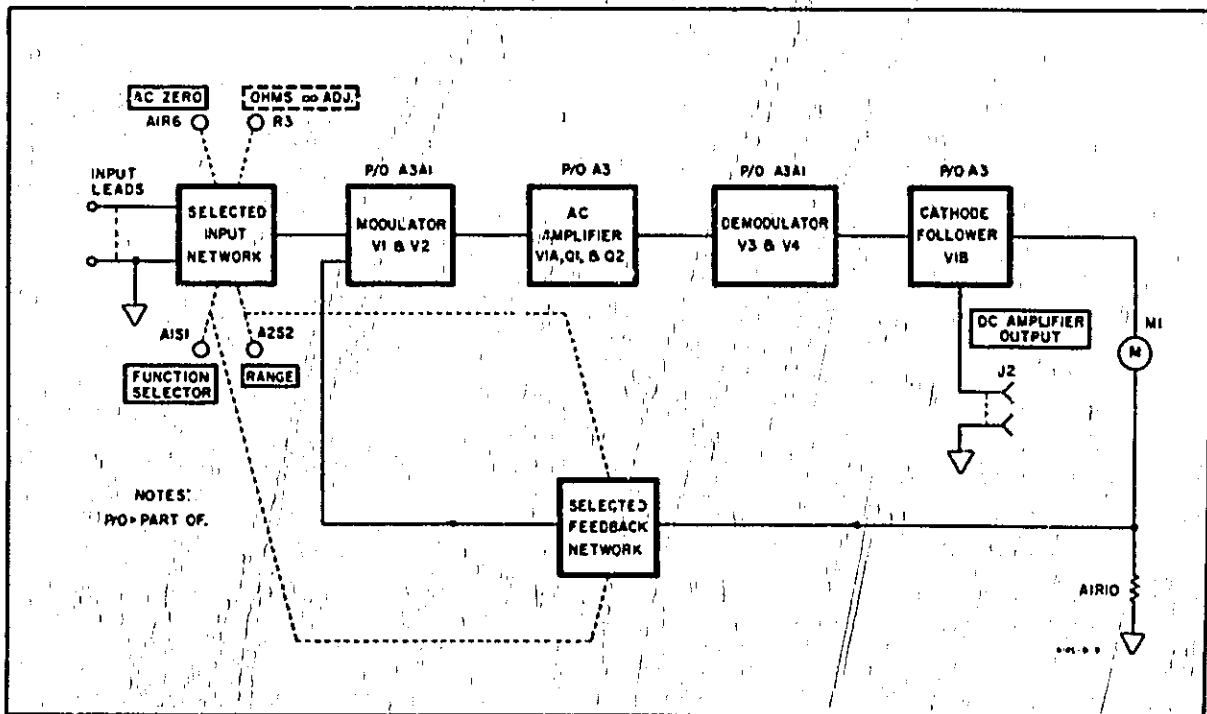 AC ZERO
A1R6
OHMS ∞ ADJ.
R3
INPUT
LEADS
SELECTED
INPUT
NETWORK
A1S1
FUNCTION
SELECTOR
A2S2
RANGE
P/O A3A1
MODULATOR
V1 & V2
P/O A3
AC
AMPLIFIER
V1A, Q1, & Q2
P/O A3A1
DEMODULATOR
V3 & V4
P/O A3
CATHODE
FOLLOWER
V1B
DC AMPLIFIER
OUTPUT
J2
M1
M
NOTES:
P/O = PART OF.
SELECTED
FEEDBACK
NETWORK
A1R10